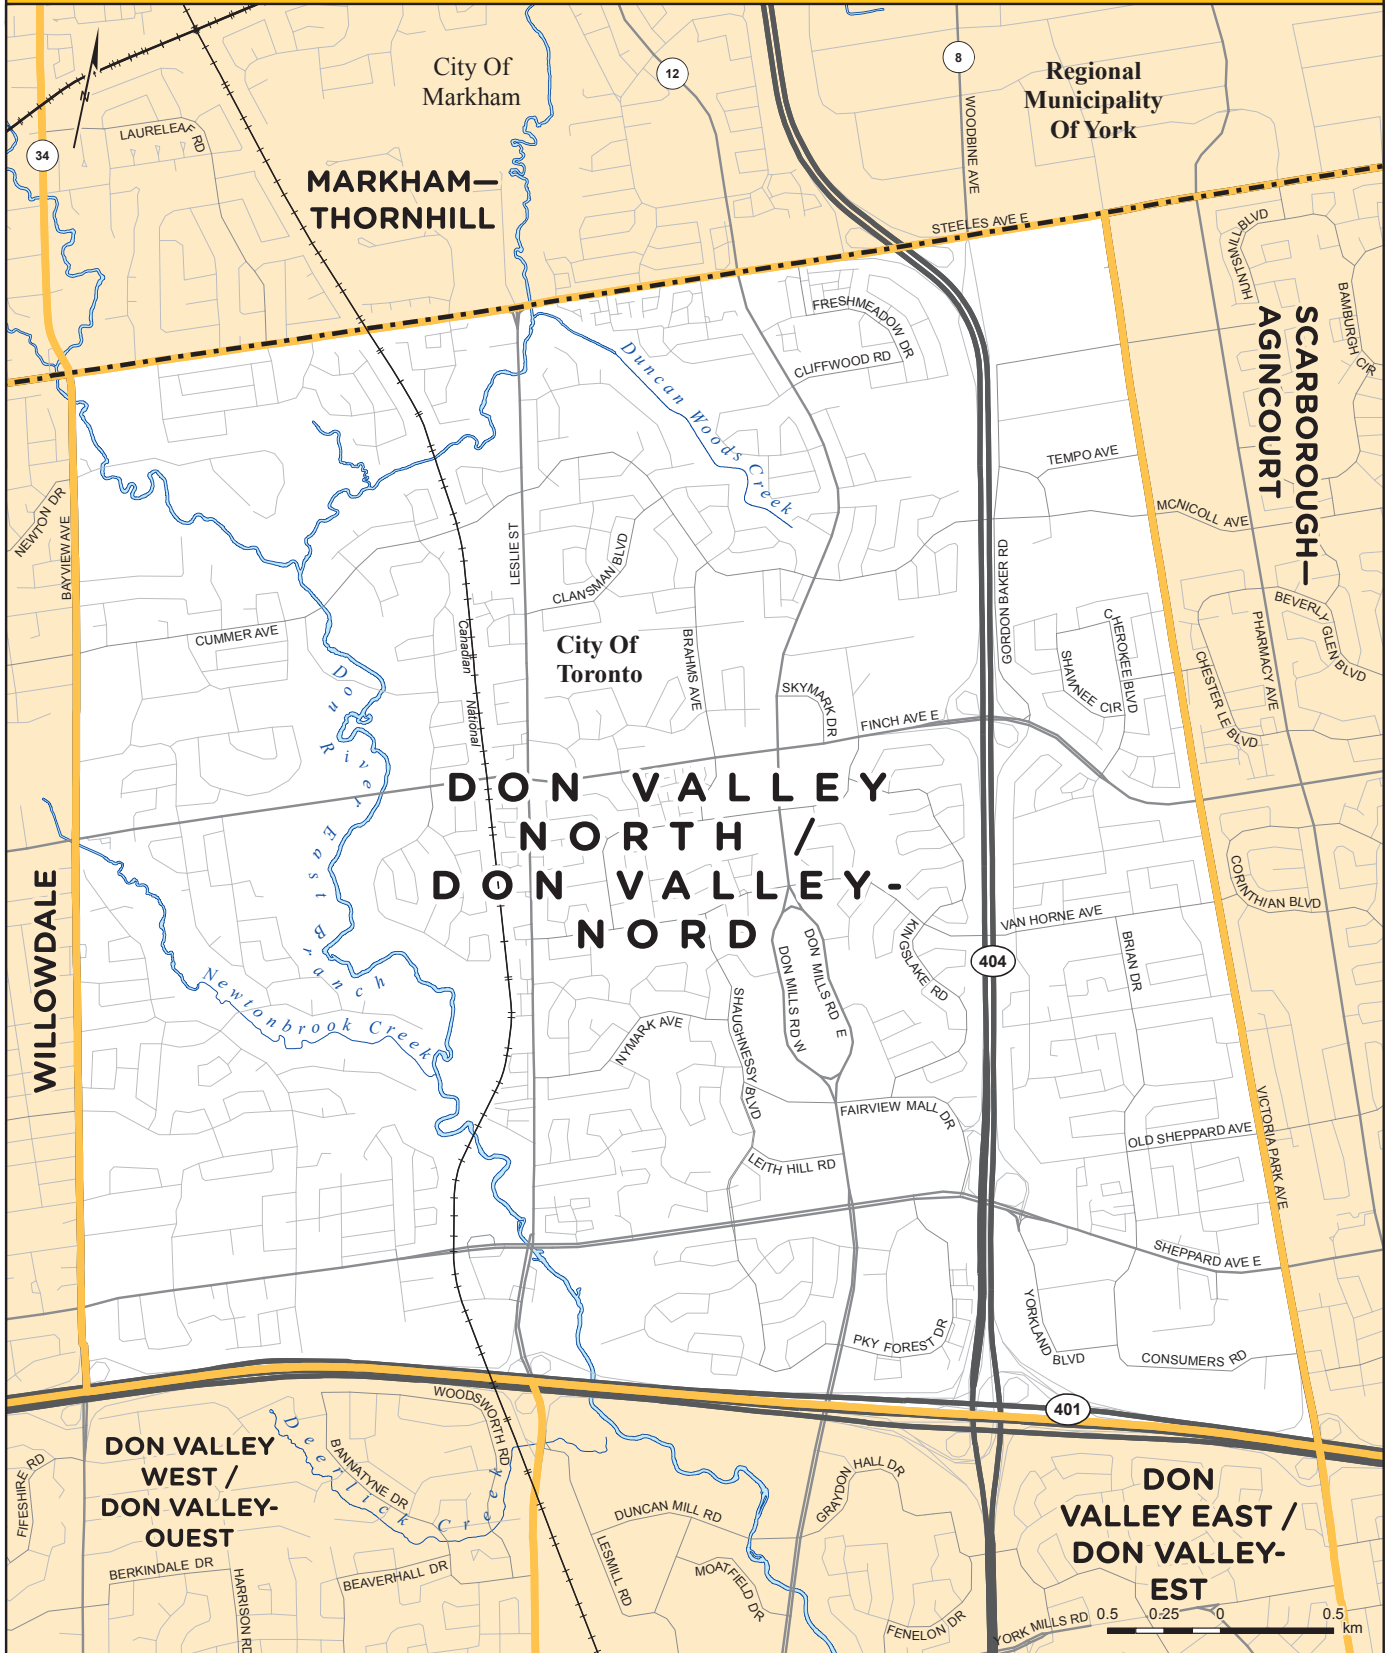 City Of
Markham
12
8
Regional
Municipality
Of York
WOODBINE AVE
N
LAURELEAF RD
34
MARKHAM—
THORNHILL
STEELES AVE E
HUNTSMILL BLVD
BAMBURGH CIR
SCARBOROUGH—
AGINCOURT
FRESHMEADOW DR
CLIFFWOOD RD
Duncan Woods Creek
TEMPO AVE
MCNICOLL AVE
NEWTON DR
BAYVIEW AVE
LESLIE ST
CLANSMAN BLVD
GORDON BAKER RD
CUMMER AVE
Canadian National
City Of
Toronto
BRAHMS AVE
SKYMARK DR
FINCH AVE E
SHAWNEE CIR
CHEROKEE BLVD
CHESTER LE BLVD
PHARMACY AVE
BEVERLY GLEN BLVD
Don River East Branch
DON VALLEY
NORTH /
DON VALLEY-
NORD
WILLOWDALE
CORINTHIAN BLVD
VAN HORNE AVE
KINGSLAKE RD
404
BRIAN DR
DON MILLS RD W
DON MILLS RD E
Newtonbrook Creek
NYMARK AVE
SHAUGHNESSY BLVD
FAIRVIEW MALL DR
LEITH HILL RD
OLD SHEPPARD AVE
VICTORIA PARK AVE
SHEPPARD AVE E
PKY FOREST DR
YORKLAND BLVD
CONSUMERS RD
401
WOODSWORTH RD
DON VALLEY
WEST /
DON VALLEY-
OUEST
Deerlick Creek
BANNATYNE DR
FIFESHIRE RD
BERKINDALE DR
HARRISON RD
BEAVERHALL DR
DUNCAN MILL RD
LESMILL RD
MOATFIELD DR
GRAYDON HALL DR
FENELON DR
YORK MILLS RD
DON
VALLEY EAST /
DON VALLEY-
EST
0.5 0.25 0 0.5
km